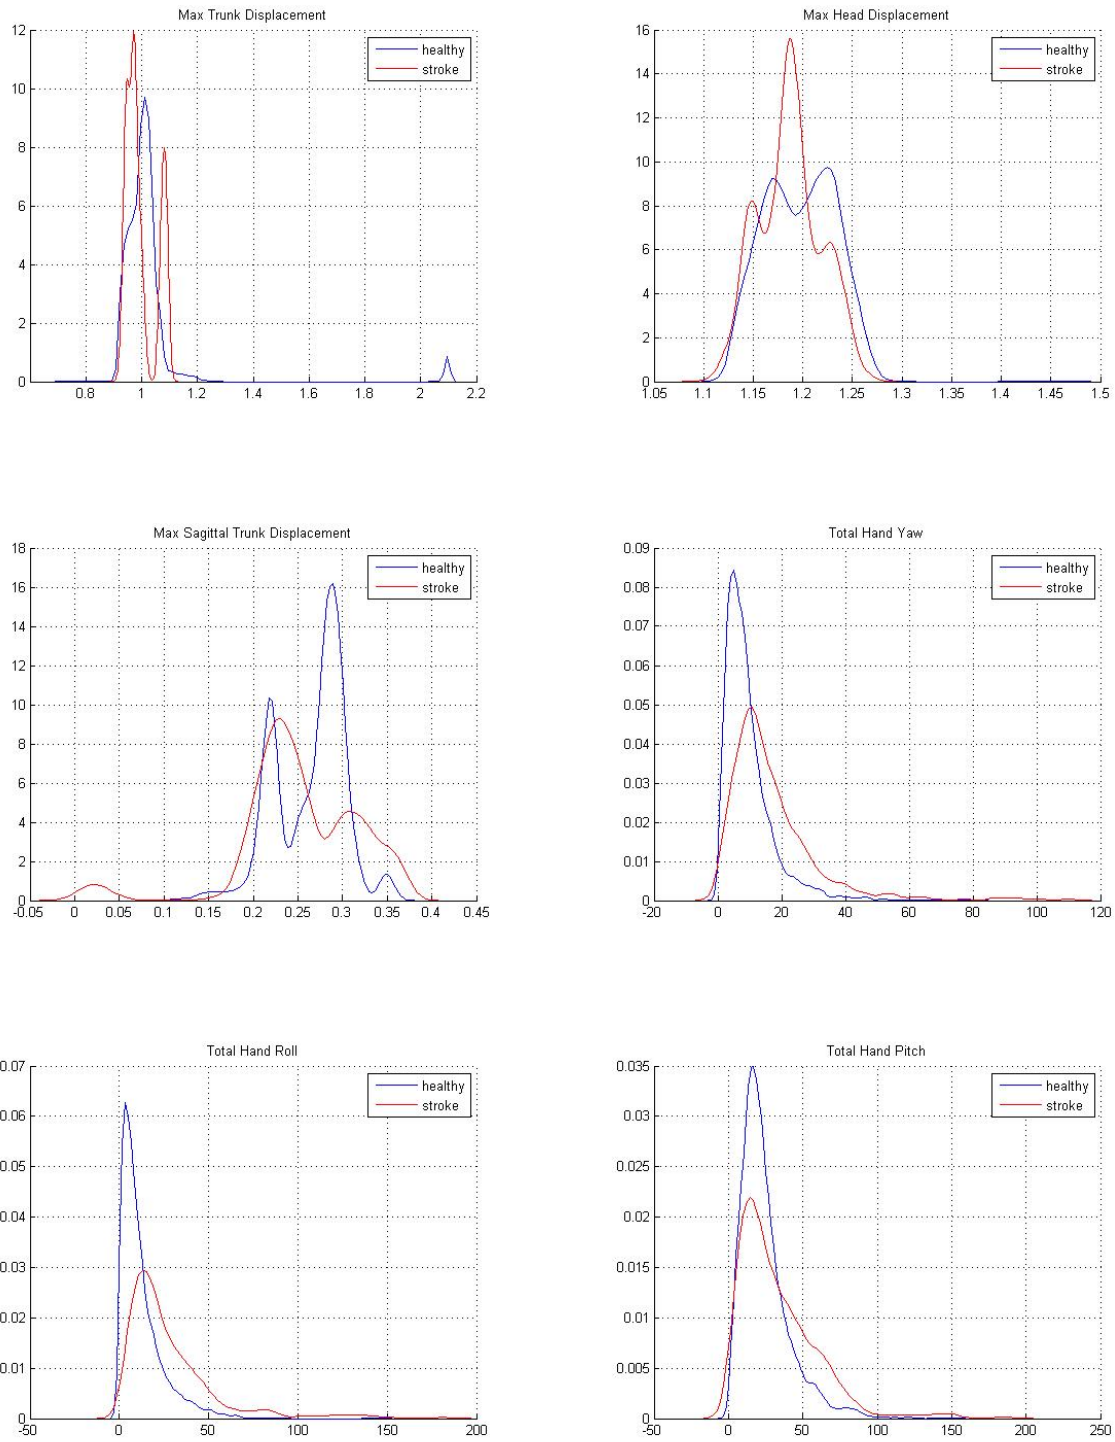 Max Trunk Displacement
12
10
8
6
4
2
0
0.8 1 1.2 1.4 1.6 1.8 2 2.2
healthy
stroke
Max Head Displacement
16
14
12
10
8
6
4
2
0
1.05 1.1 1.15 1.2 1.25 1.3 1.35 1.4 1.45 1.5
healthy
stroke
Max Sagittal Trunk Displacement
18
16
14
12
10
8
6
4
2
0
-0.05 0 0.05 0.1 0.15 0.2 0.25 0.3 0.35 0.4 0.45
healthy
stroke
Total Hand Yaw
0.09
0.08
0.07
0.06
0.05
0.04
0.03
0.02
0.01
0
-20 0 20 40 60 80 100 120
healthy
stroke
Total Hand Roll
0.07
0.06
0.05
0.04
0.03
0.02
0.01
0
-50 0 50 100 150 200
healthy
stroke
Total Hand Pitch
0.035
0.03
0.025
0.02
0.015
0.01
0.005
0
-50 0 50 100 150 200 250
healthy
stroke